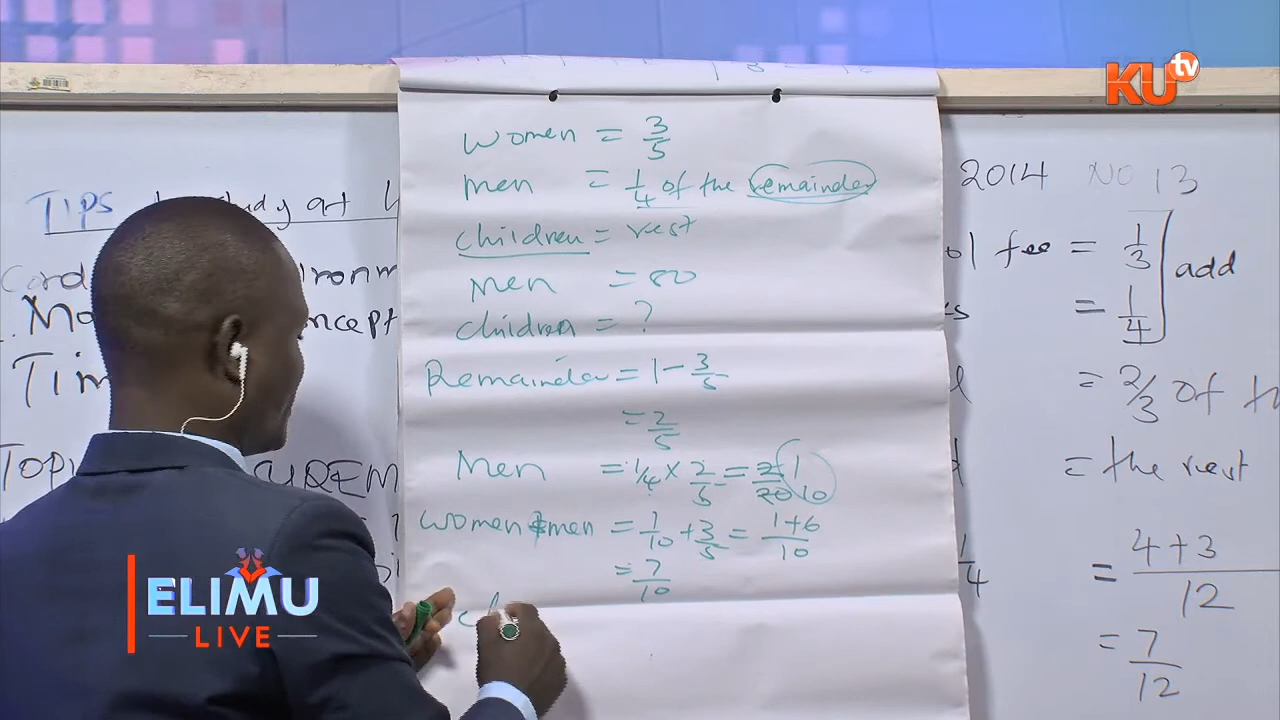 KU tv
women = 3/5
men = 1/4 of the remainder
children = rest
Men = 80
children = ?
Remainder = 1 - 3/5
= 2/5
Men = 1/4 × 2/5 = 2/20 1/10
women & men = 1/10 + 3/5 = 1+6/10
= 7/10
TIPS
2014 NO 13
fee = 1/3
add
= 1/4
= 2/3 of
= the rest
1/4 = 4+3/12
= 7/12
ELIMU
LIVE